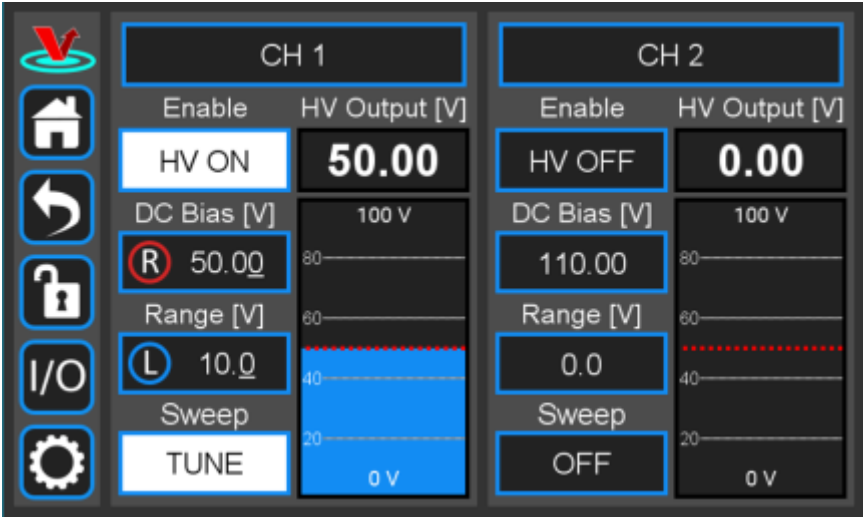 CH 1
Enable HV Output [V]
HV ON 50.00
DC Bias [V] 100 V
R 50.00 80
Range [V] 60
L 10.0 40
Sweep 20
TUNE 0 V
CH 2
Enable HV Output [V]
HV OFF 0.00
DC Bias [V] 100 V
110.00 80
Range [V] 60
0.0 40
Sweep 20
OFF 0 V
I/O